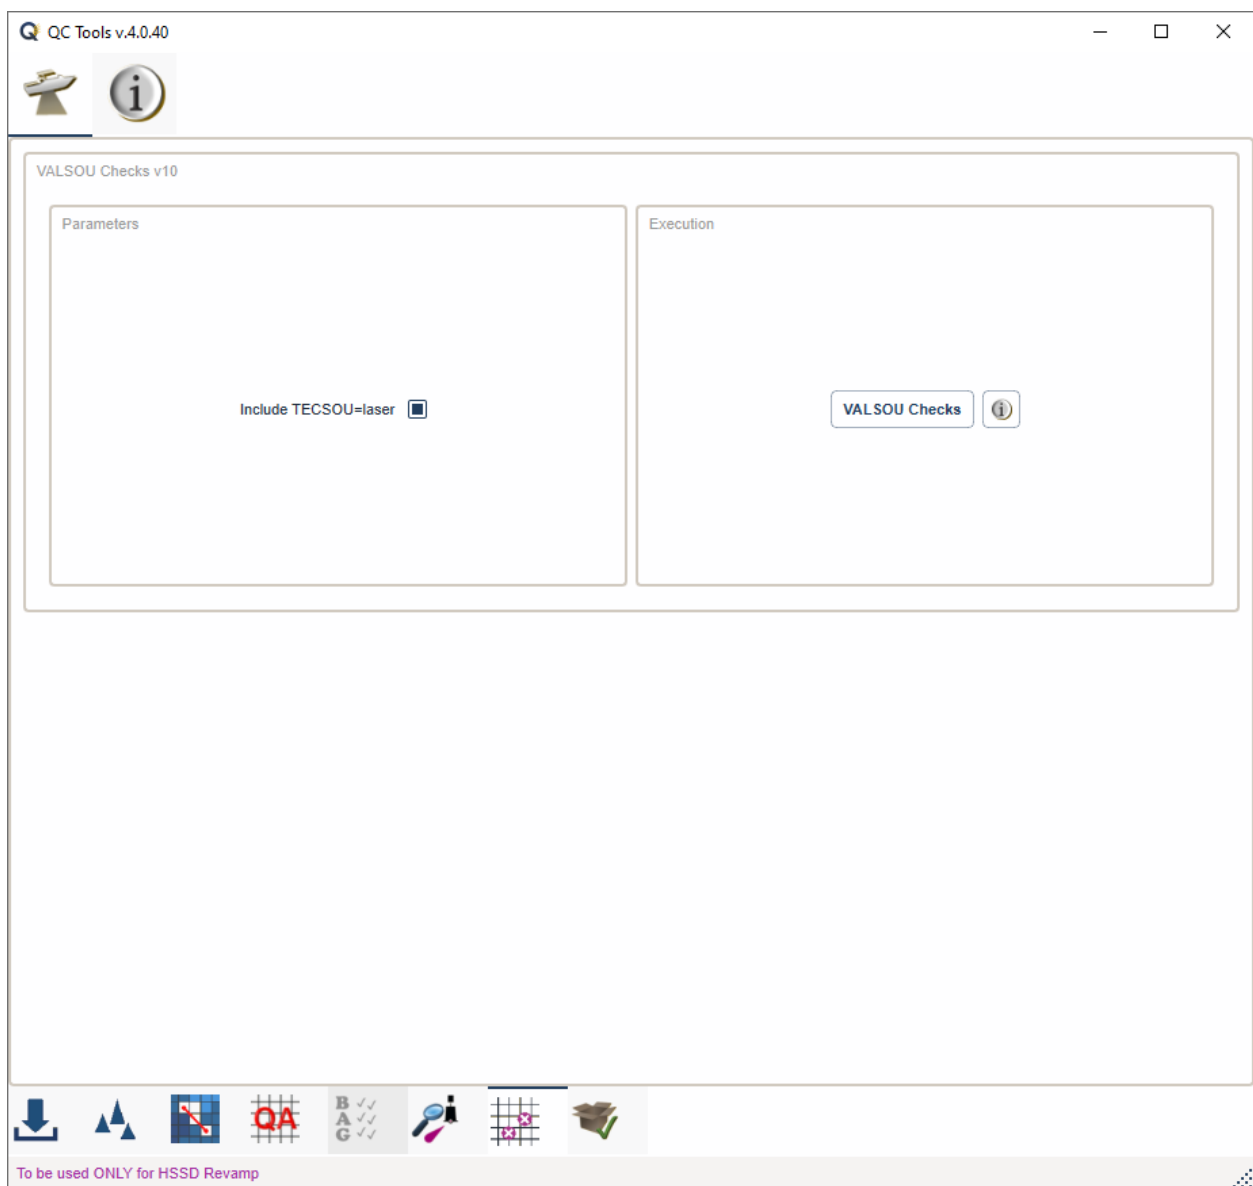 QC Tools v.4.0.40
VALSOU Checks v10
Parameters
Execution
Include TECSOU=laser
VALSOU Checks
i
QA
B
A
G
To be used ONLY for HSSD Revamp